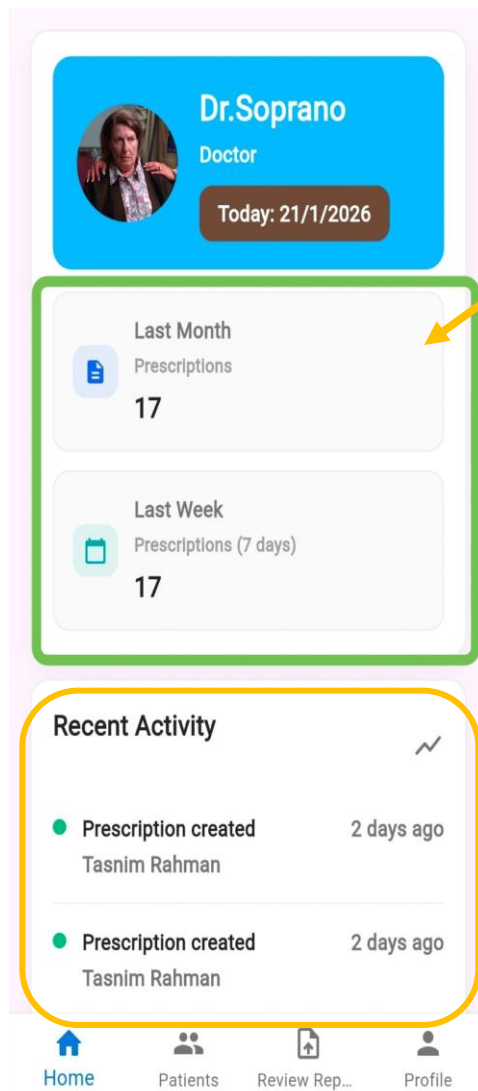 Dr.Soprano
Doctor
Today: 21/1/2026
Last Month
Prescriptions
17
Last Week
Prescriptions (7 days)
17
Recent Activity
Prescription created 2 days ago
Tasnim Rahman
Prescription created 2 days ago
Tasnim Rahman
Home Patients Review Rep... Profile